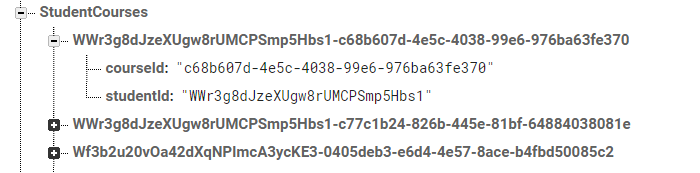 StudentCourses
WWr3g8dJzeXUgw8rUMCPSmp5Hbs1-c68b607d-4e5c-4038-99e6-976ba63fe370
courseId: "c68b607d-4e5c-4038-99e6-976ba63fe370"
studentId: "WWr3g8dJzeXUgw8rUMCPSmp5Hbs1"
WWr3g8dJzeXUgw8rUMCPSmp5Hbs1-c77c1b24-826b-445e-81bf-64884038081e
Wf3b2u20vOa42dXqNPImcA3ycKE3-0405deb3-e6d4-4e57-8ace-b4fbd50085c2